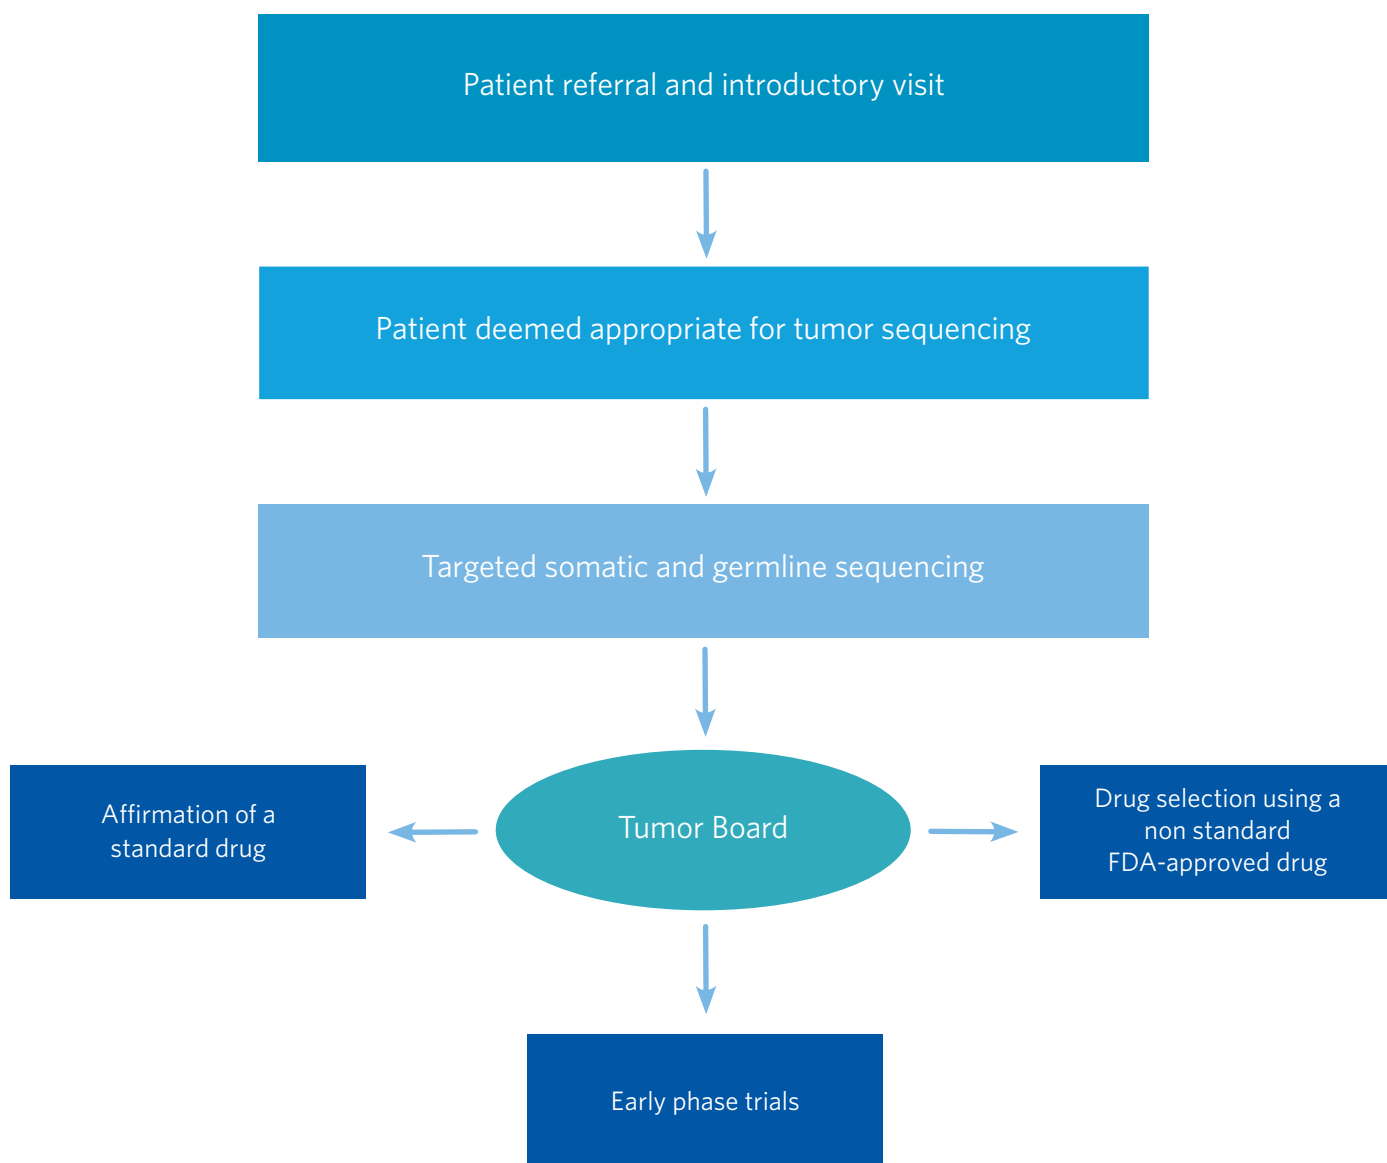 Patient referral and introductory visit
Patient deemed appropriate for tumor sequencing
Targeted somatic and germline sequencing
Affirmation of a
standard drug
Tumor Board
Drug selection using a
non standard
FDA-approved drug
Early phase trials